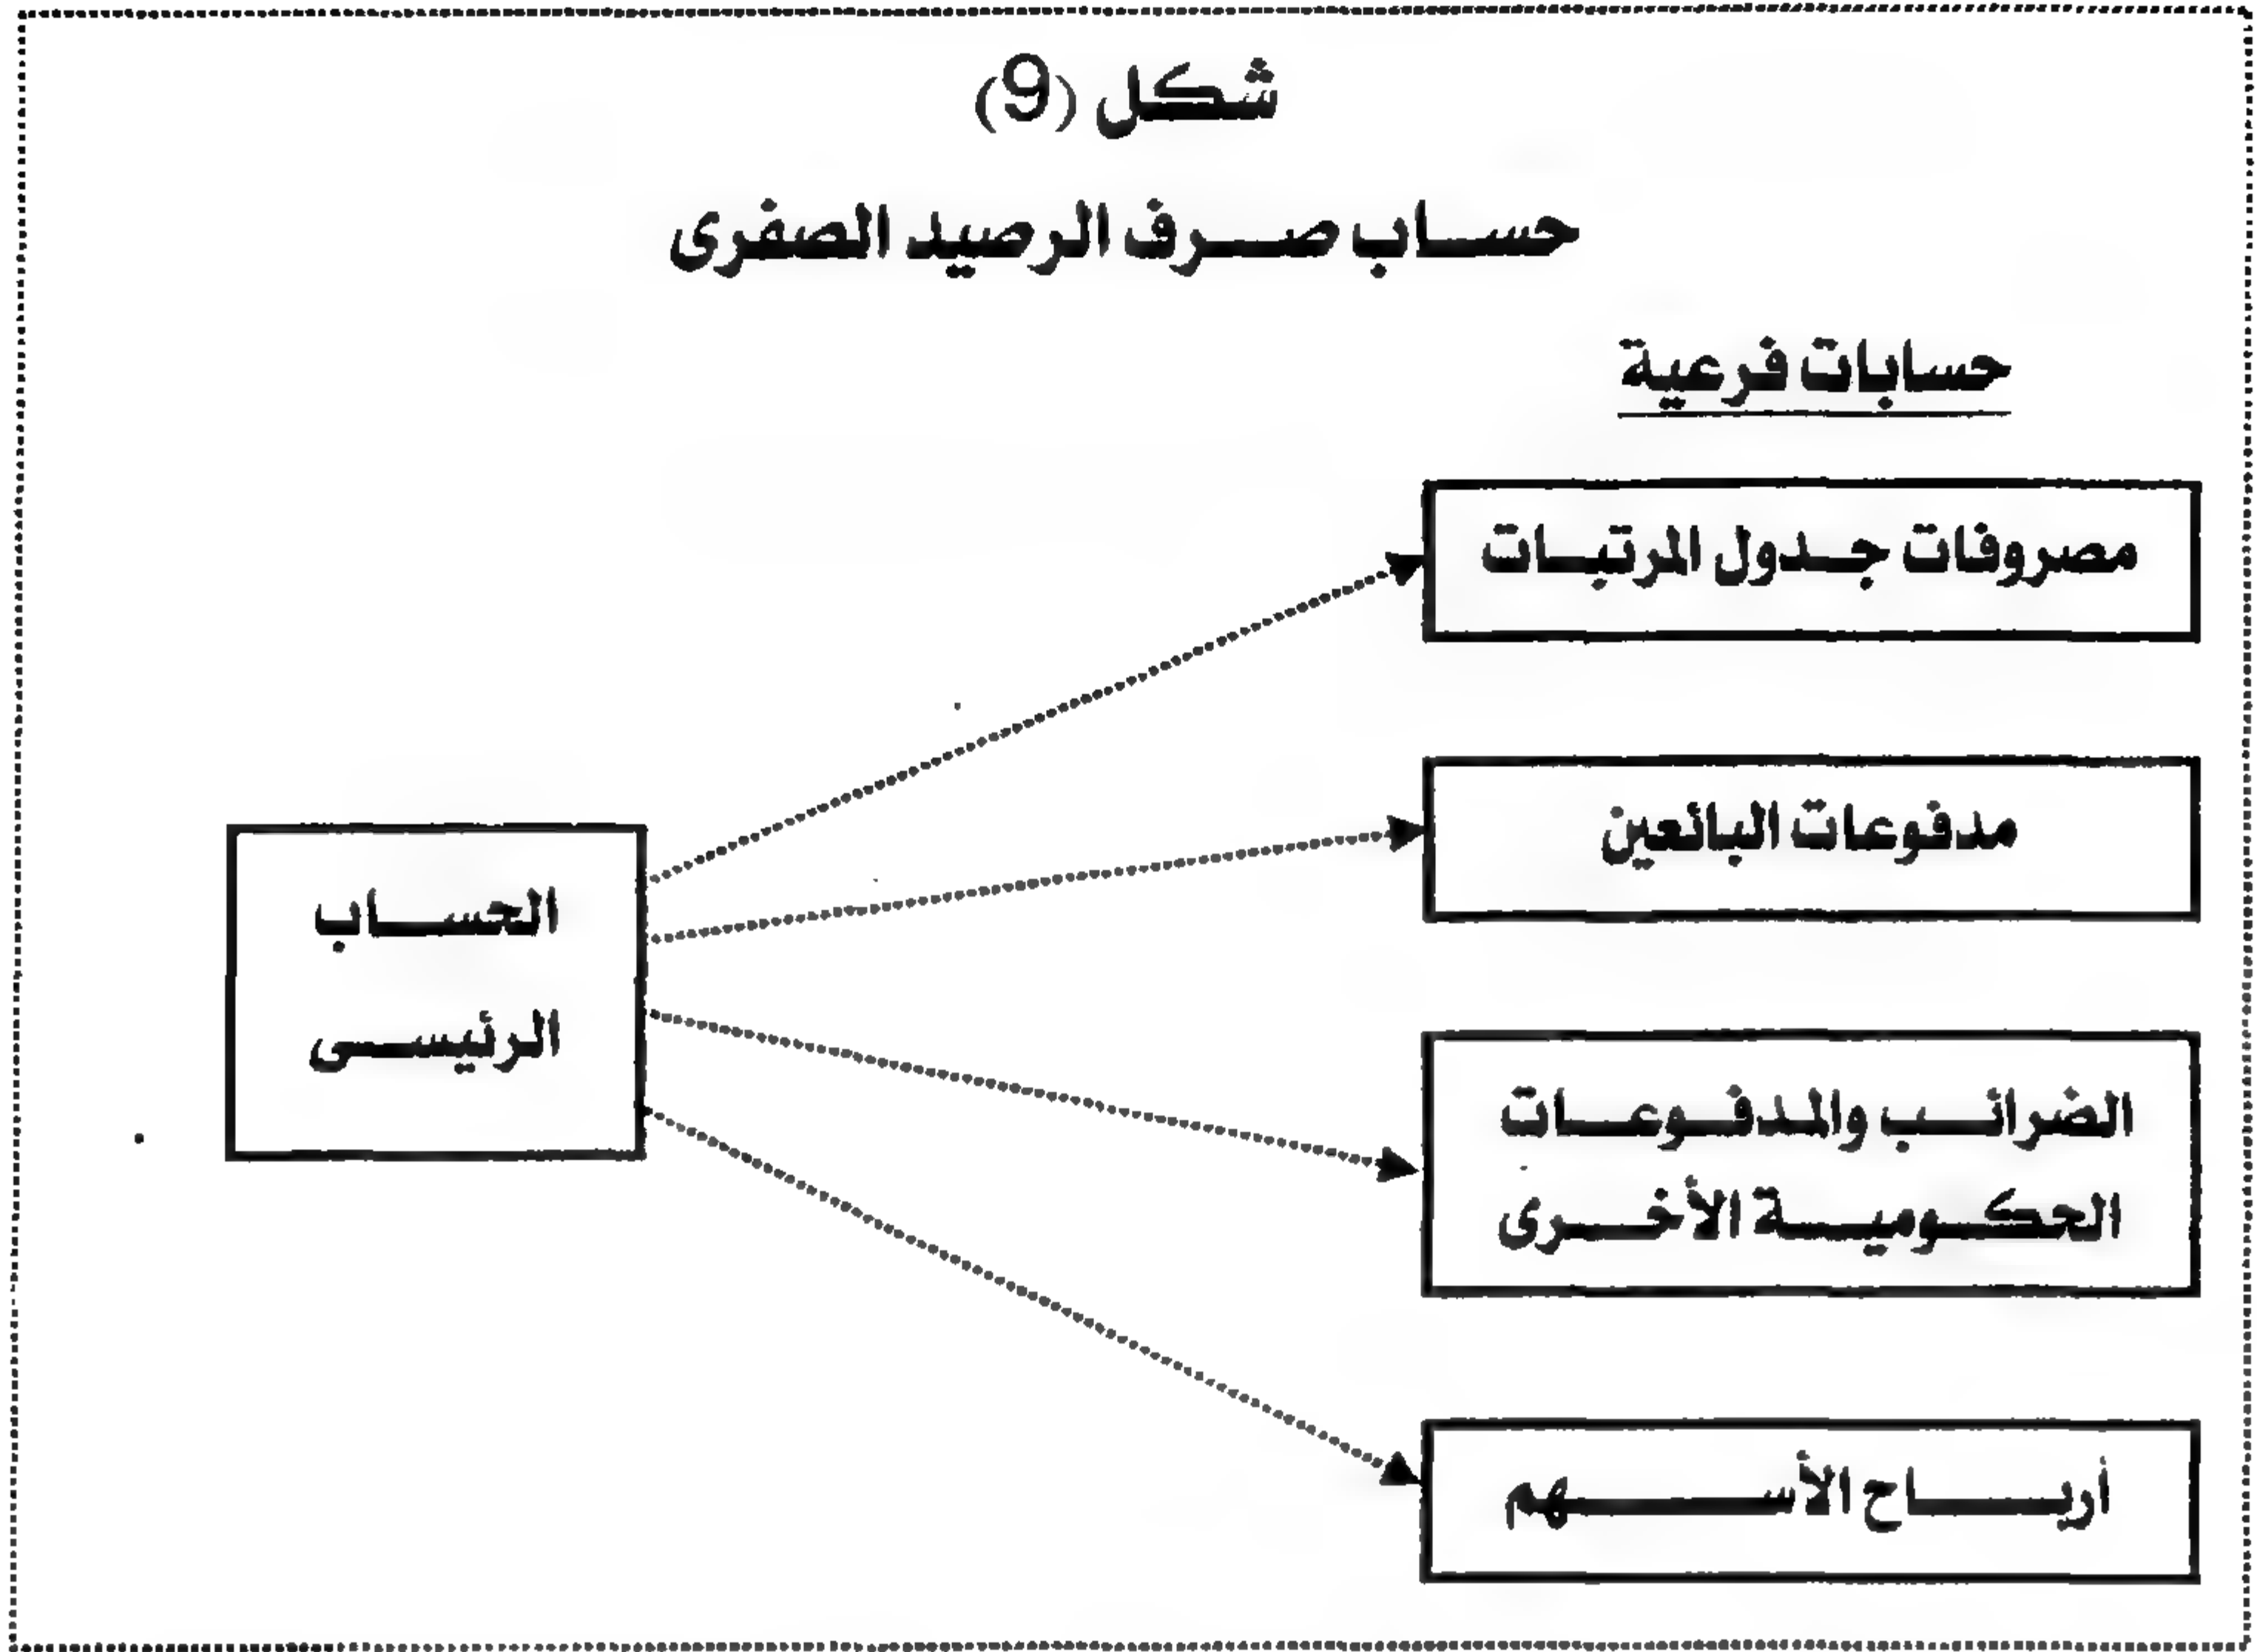 شكل (9)
حساب صرف الرصيد الصفرى
حسابات فرعية
مصروفات جدول المرتبات
مدفوعات البائعين
الحساب
الرئيسى
الضرائب والمدفوعات
الحكومية الأخرى
أرباح الأسهم